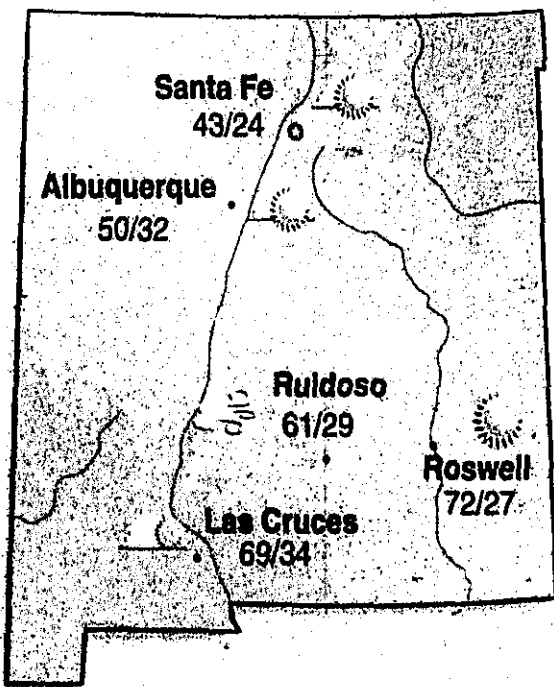 Santa Fe
43/24
Albuquerque
50/32
Ruidoso
61/29
Roswell
72/27
Las Cruces
69/34